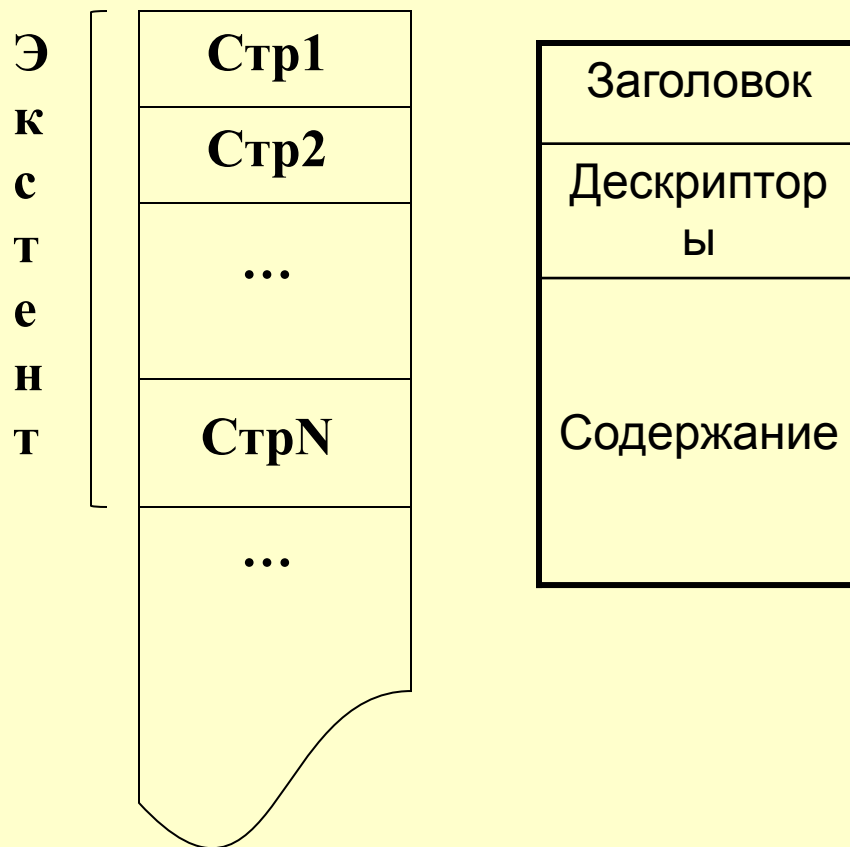 Э
к
с
т
е
н
т
Стр1
Стр2
…
СтрN
…
Заголовок
Дескриптор
ы
Содержание